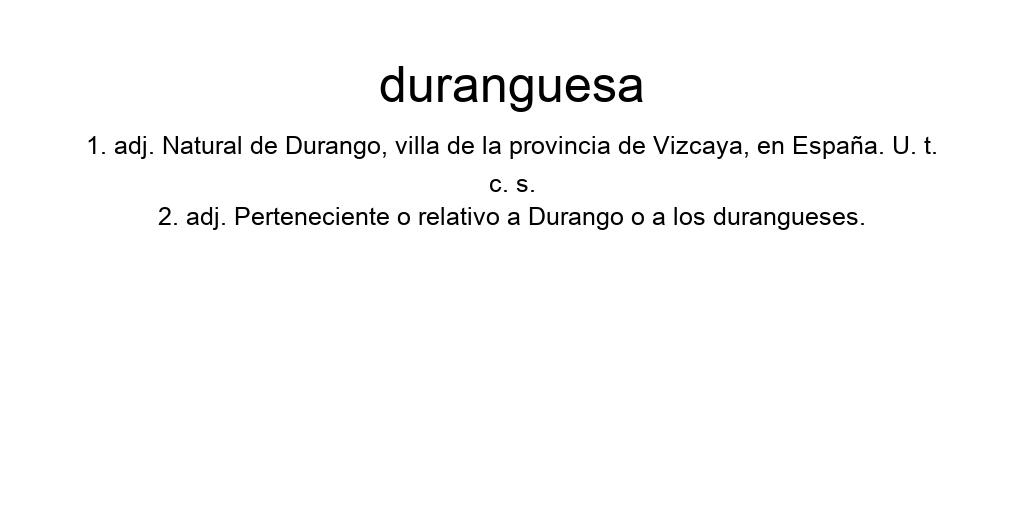 duranguesa
1. adj. Natural de Durango, villa de la provincia de Vizcaya, en España. U. t.
c. s.
2. adj. Perteneciente o relativo a Durango o a los durangueses.